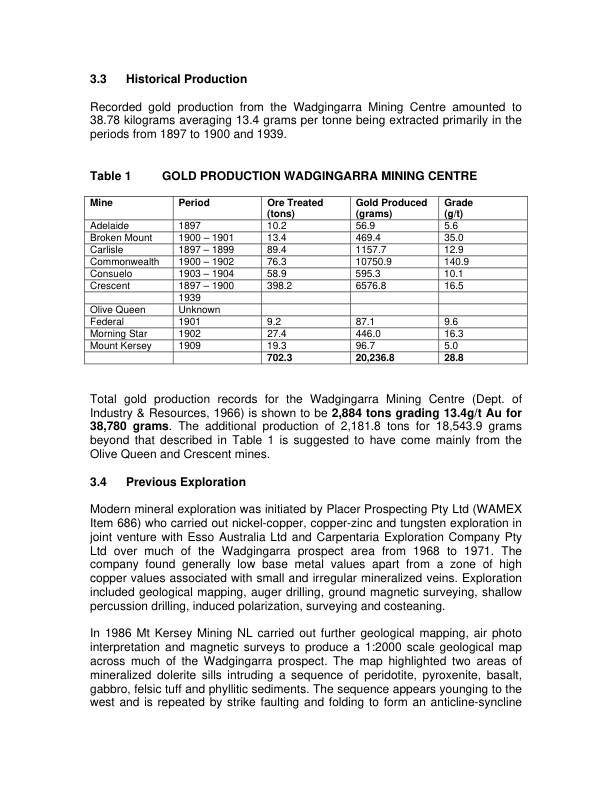 3.3 Historical Production
Recorded gold production from the Wadgingarra Mining Centre amounted to
38.78 kilograms averaging 13.4 grams per tonne being extracted primarily in the
periods from 1897 to 1900 and 1939.
Table 1 GOLD PRODUCTION WADGINGARRA MINING CENTRE
Mine Period Ore Treated (tons) Gold Produced (grams) Grade (g/t)
Adelaide 1897 10.2 56.9 5.6
Broken Mount 1900 – 1901 13.4 469.4 35.0
Carlisle 1897 – 1899 89.4 1157.7 12.9
Commonwealth 1900 – 1902 76.3 10750.9 140.9
Consuelo 1903 – 1904 58.9 595.3 10.1
Crescent 1897 – 1900 398.2 6576.8 16.5
1939
Olive Queen Unknown
Federal 1901 9.2 87.1 9.6
Morning Star 1902 27.4 446.0 16.3
Mount Kersey 1909 19.3 96.7 5.0
702.3 20,236.8 28.8
Total gold production records for the Wadgingarra Mining Centre (Dept. of
Industry & Resources, 1966) is shown to be 2,884 tons grading 13.4g/t Au for
38,780 grams. The additional production of 2,181.8 tons for 18,543.9 grams
beyond that described in Table 1 is suggested to have come mainly from the
Olive Queen and Crescent mines.
3.4 Previous Exploration
Modern mineral exploration was initiated by Placer Prospecting Pty Ltd (WAMEX
Item 686) who carried out nickel-copper, copper-zinc and tungsten exploration in
joint venture with Esso Australia Ltd and Carpentaria Exploration Company Pty
Ltd over much of the Wadgingarra prospect area from 1968 to 1971. The
company found generally low base metal values apart from a zone of high
copper values associated with small and irregular mineralized veins. Exploration
included geological mapping, auger drilling, ground magnetic surveying, shallow
percussion drilling, induced polarization, surveying and costeaning.
In 1986 Mt Kersey Mining NL carried out further geological mapping, air photo
interpretation and magnetic surveys to produce a 1:2000 scale geological map
across much of the Wadgingarra prospect. The map highlighted two areas of
mineralized dolerite sills intruding a sequence of peridotite, pyroxenite, basalt,
gabbro, felsic tuff and phyllitic sediments. The sequence appears younging to the
west and is repeated by strike faulting and folding to form an anticline-syncline